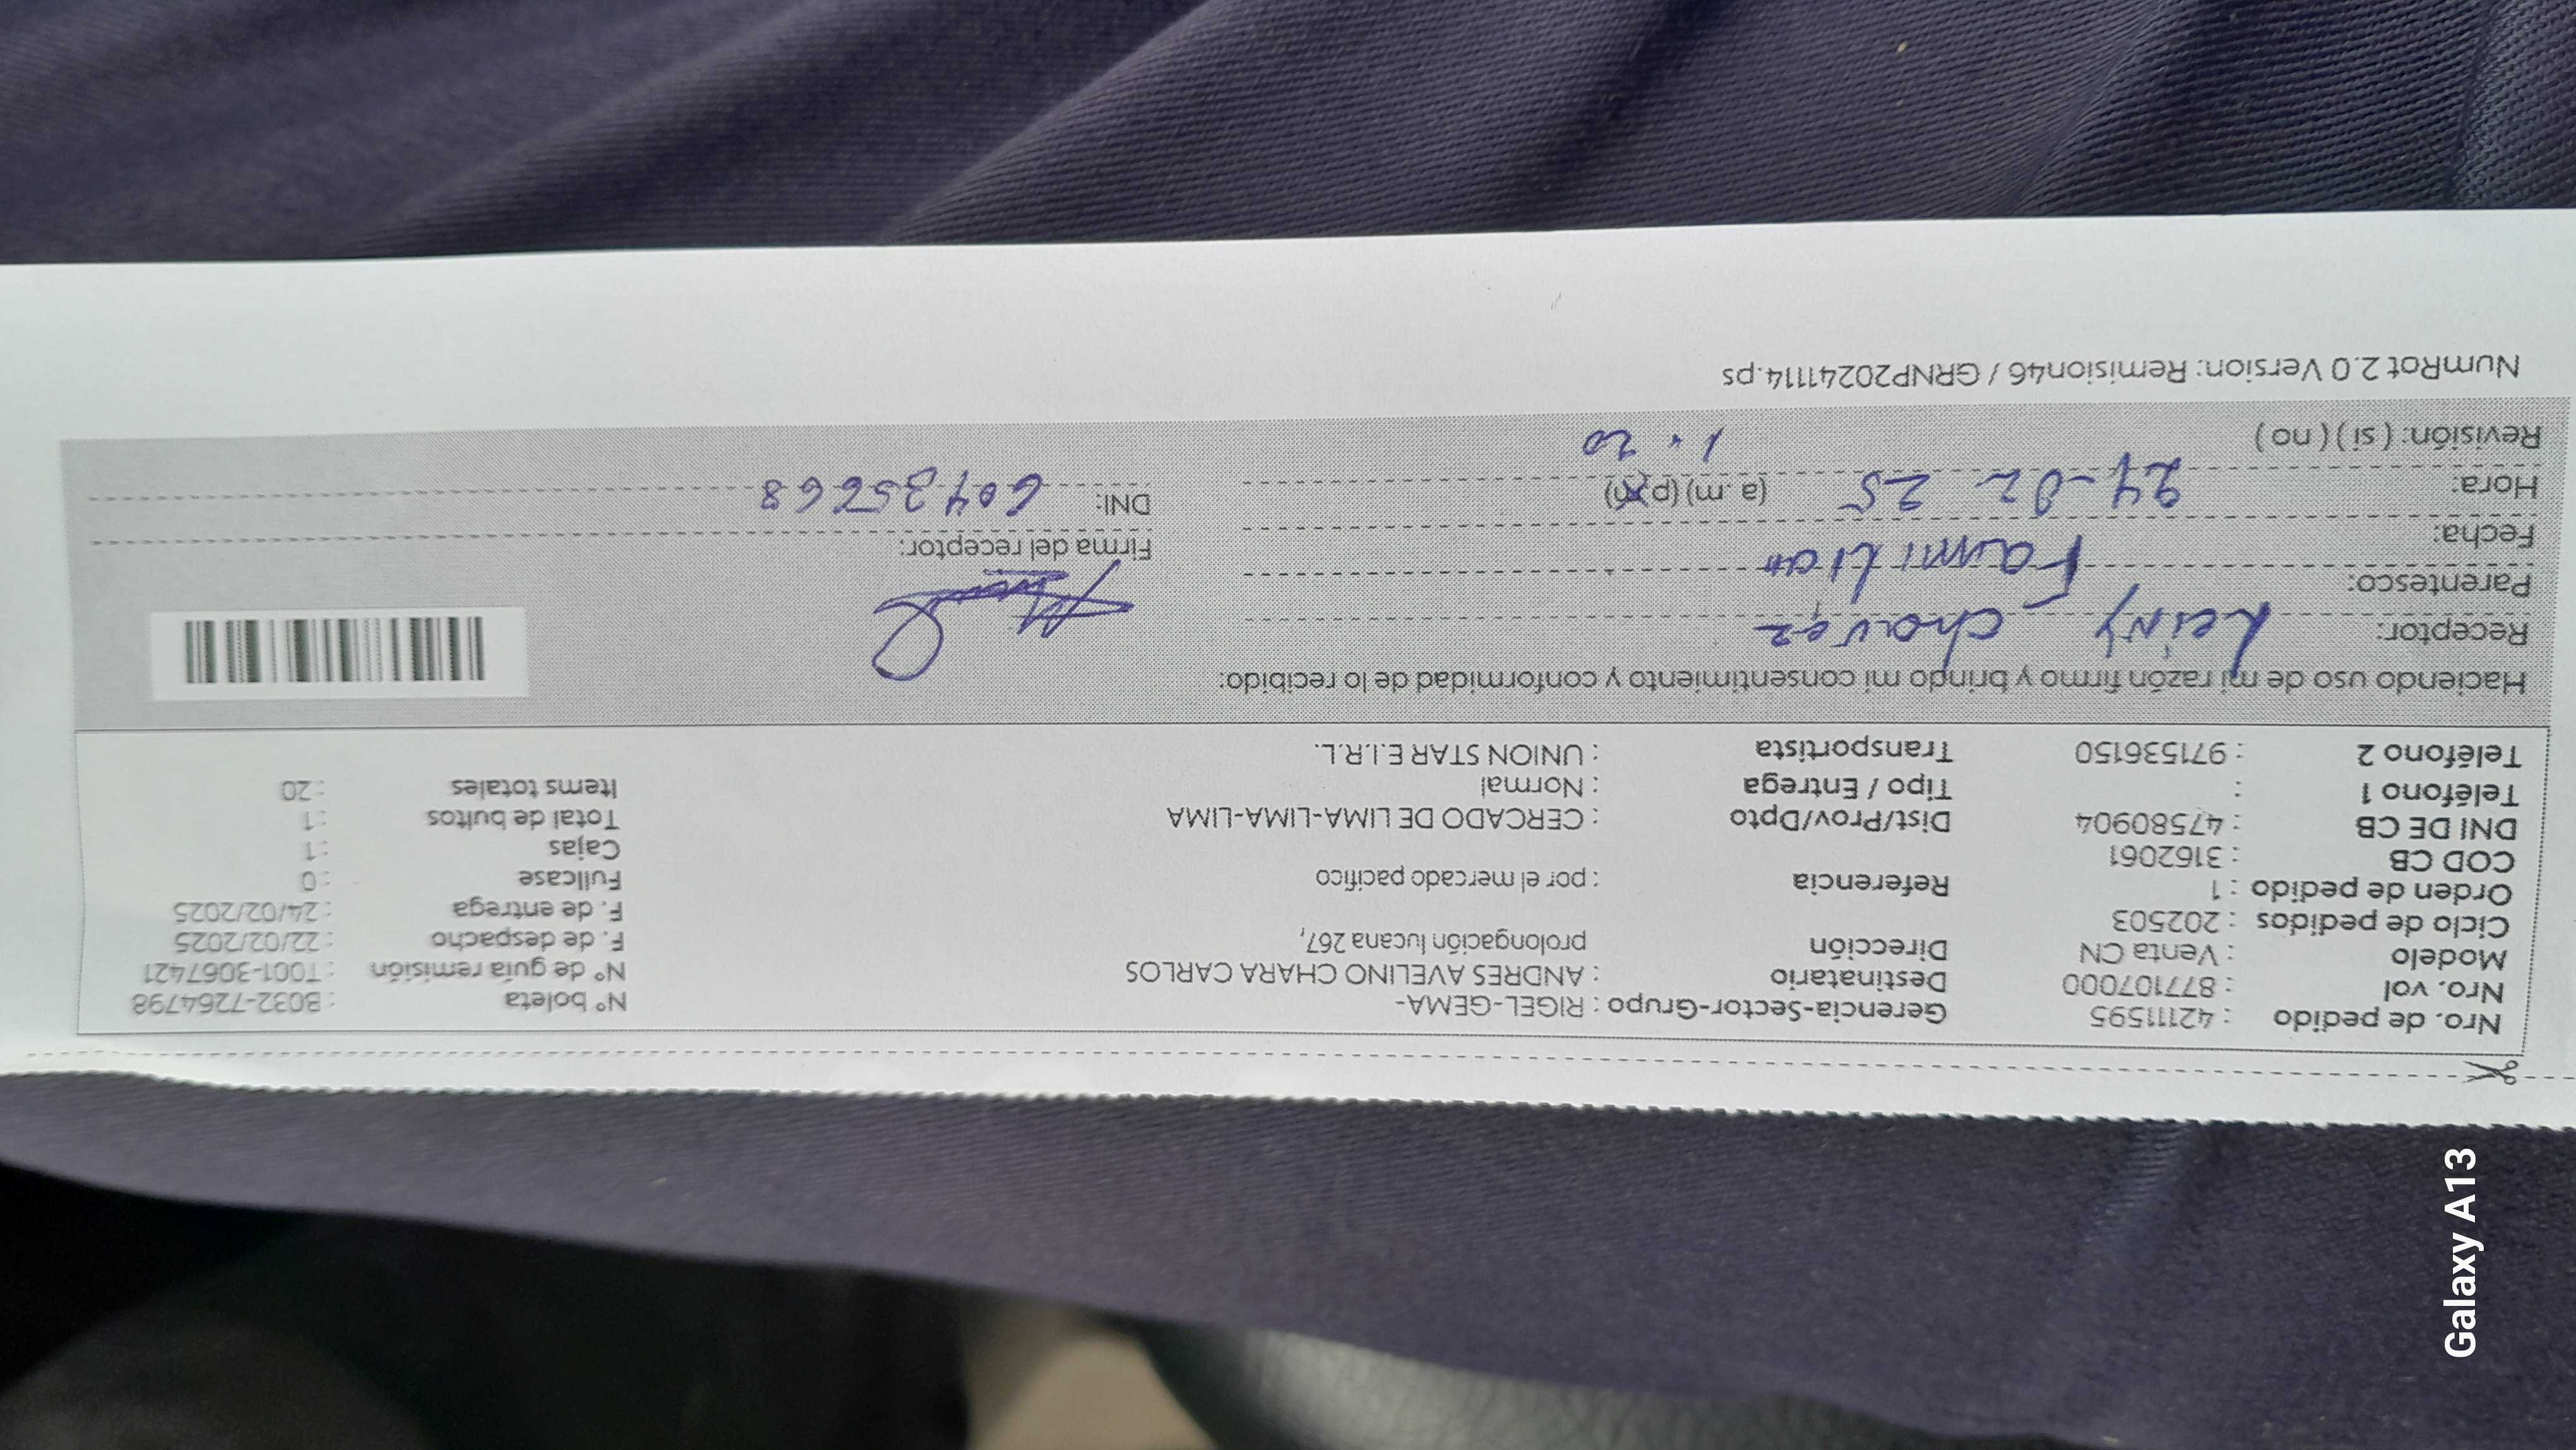 Nro. de pedido : 42111595 Gerencia-Sector-Grupo : RIGEL-GEMA- N° boleta : B032-7264798
Nro. vol : 877107000 Destinatario : ANDRES AVELINO CHARA CARLOS N° de guía remisión : T001-3067421
Modelo : Venta CN Dirección prolongación lucana 267, F. de despacho : 22/02/2025
Ciclo de pedidos : 202503 F. de entrega : 24/02/2025
Orden de pedido : 1 Referencia : por el mercado pacifico Fullcase : 0
COD CB : 3162061 Cajas : 1
DNI DE CB : 47580904 Dist/Prov/Dpto : CERCADO DE LIMA-LIMA-LIMA Total de bultos : 1
Teléfono 1 : Tipo / Entrega : Normal Items totales : 20
Teléfono 2 : 971536150 Transportista : UNION STAR E.I.R.L.
Haciendo uso de mi razón firmo y brindo mi consentimiento y conformidad de lo recibido:
Receptor: Leiny chavez
Parentesco: Familiar
Fecha: 24-02 25 Firma del receptor:
Hora: (a.m) (p.m) 1:20 DNI:
Revisión: ( si ) ( no )
NumRot 2.0 Version: Remision46 / GRNP20241114.ps
Galaxy A13